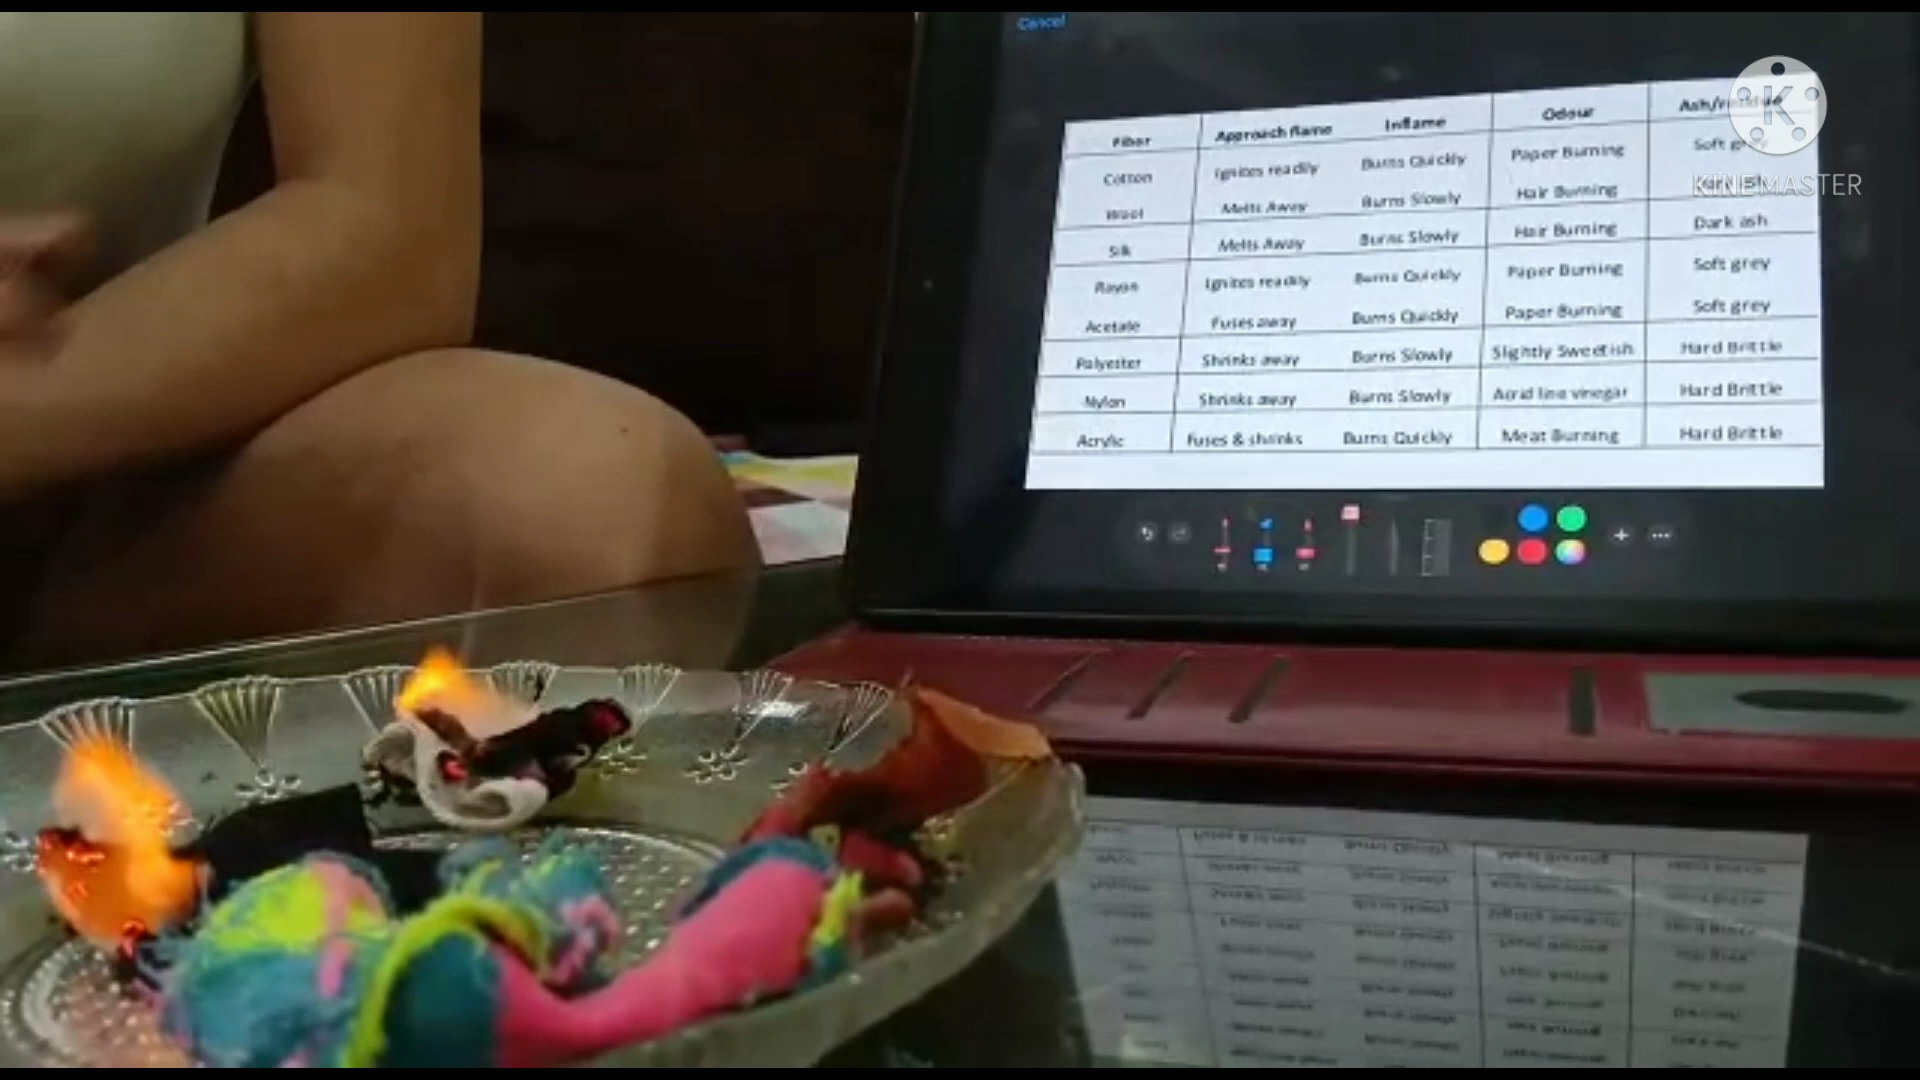 Cancel
Fiber Approach flame Inflame Odour Ash/residue
Cotton Ignites readily Burns Quickly Paper Burning Soft grey
Wool Melts Away Burns Slowly Hair Burning
Silk Melts Away Burns Slowly Hair Burning Dark ash
Rayon Ignites readily Burns Quickly Paper Burning Soft grey
Acetate Fuses away Burns Quickly Paper Burning Soft grey
Polyester Shrinks away Burns Slowly Slightly Sweetish Hard Brittle
Nylon Shrinks away Burns Slowly Acrid line vinegar Hard Brittle
Acrylic Fuses & shrinks Burns Quickly Meat Burning Hard Brittle
K
KINEMASTER